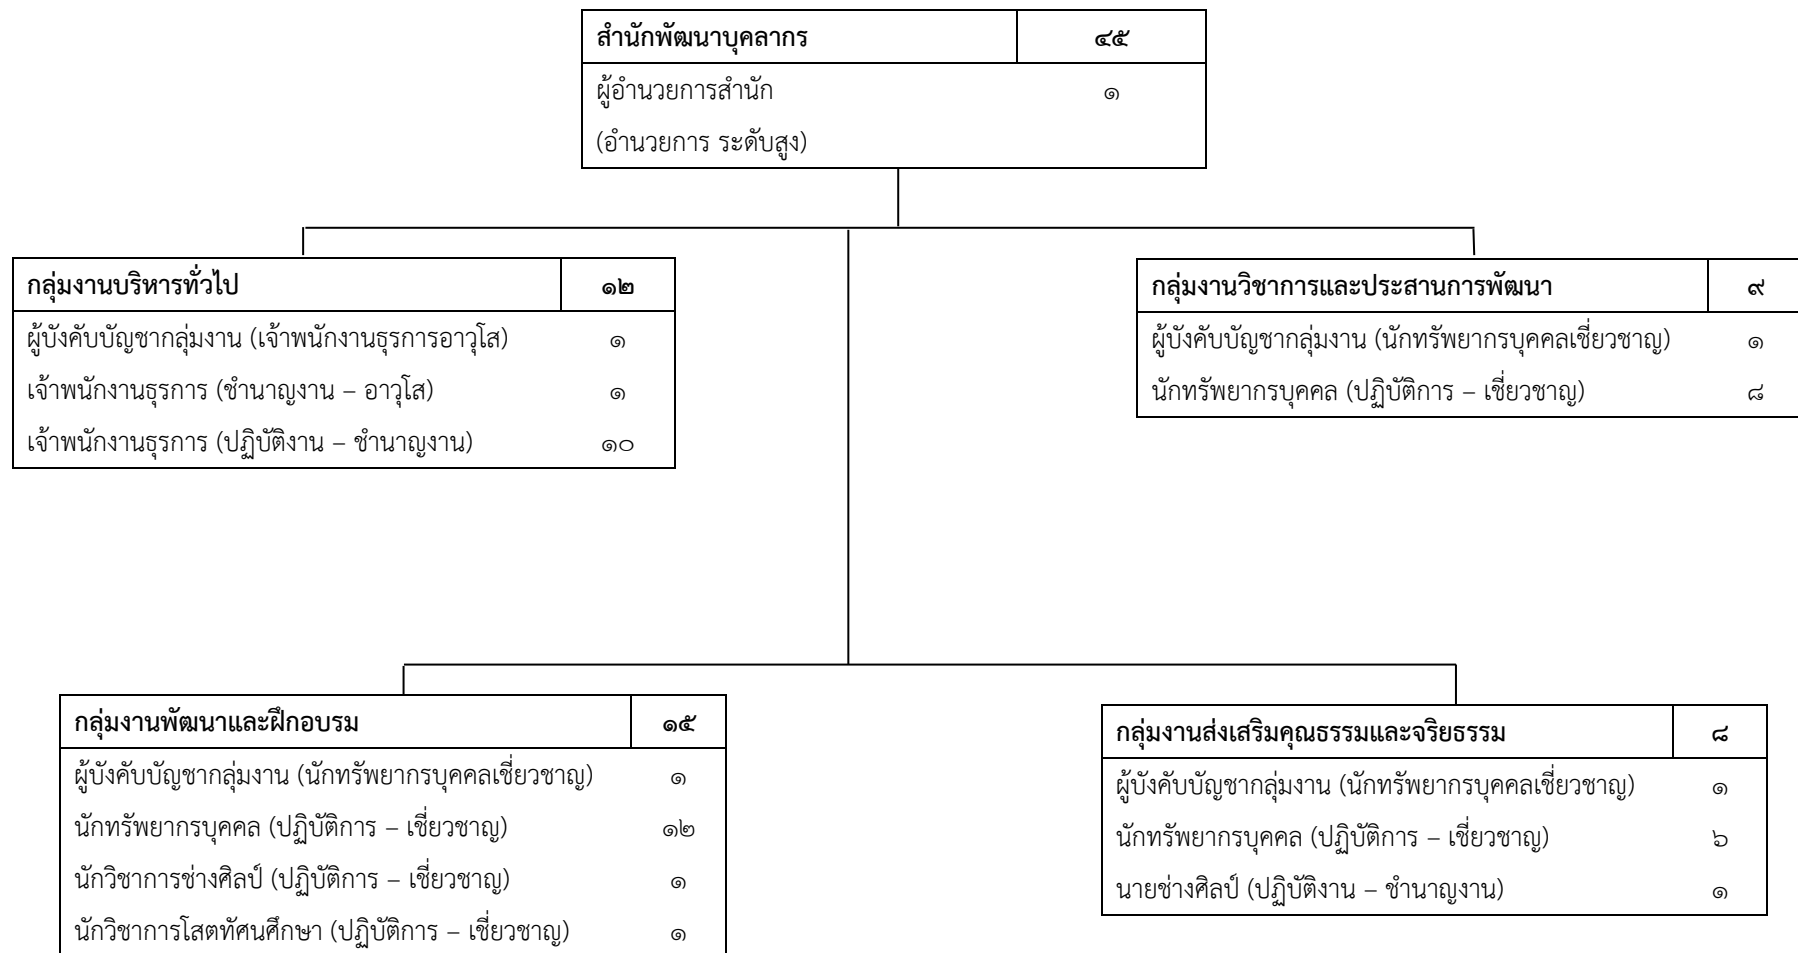 สำนักพัฒนาบุคลากร ๔๕
ผู้อำนวยการสำนัก ๑
(อำนวยการ ระดับสูง)
กลุ่มงานบริหารทั่วไป ๑๒
ผู้บังคับบัญชากลุ่มงาน (เจ้าพนักงานธุรการอาวุโส) ๑
เจ้าพนักงานธุรการ (ชำนาญงาน – อาวุโส) ๑
เจ้าพนักงานธุรการ (ปฏิบัติงาน – ชำนาญงาน) ๑๐
กลุ่มงานวิชาการและประสานการพัฒนา ๙
ผู้บังคับบัญชากลุ่มงาน (นักทรัพยากรบุคคลเชี่ยวชาญ) ๑
นักทรัพยากรบุคคล (ปฏิบัติการ – เชี่ยวชาญ) ๘
กลุ่มงานพัฒนาและฝึกอบรม ๑๕
ผู้บังคับบัญชากลุ่มงาน (นักทรัพยากรบุคคลเชี่ยวชาญ) ๑
นักทรัพยากรบุคคล (ปฏิบัติการ – เชี่ยวชาญ) ๑๒
นักวิชาการช่างศิลป์ (ปฏิบัติการ – เชี่ยวชาญ) ๑
นักวิชาการโสตทัศนศึกษา (ปฏิบัติการ – เชี่ยวชาญ) ๑
กลุ่มงานส่งเสริมคุณธรรมและจริยธรรม ๘
ผู้บังคับบัญชากลุ่มงาน (นักทรัพยากรบุคคลเชี่ยวชาญ) ๑
นักทรัพยากรบุคคล (ปฏิบัติการ – เชี่ยวชาญ) ๖
นายช่างศิลป์ (ปฏิบัติงาน – ชำนาญงาน) ๑